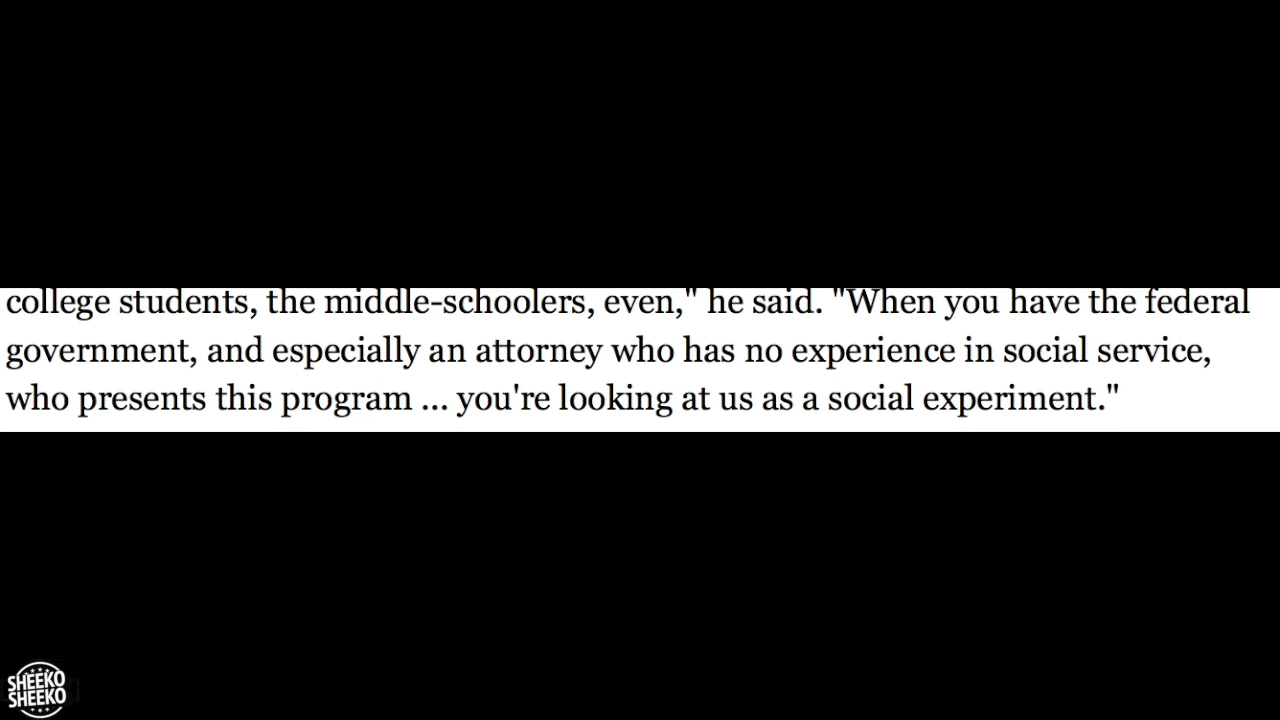 college students, the middle-schoolers, even," he said. "When you have the federal
government, and especially an attorney who has no experience in social service,
who presents this program ... you're looking at us as a social experiment."
SHEEKO
SHEEKO